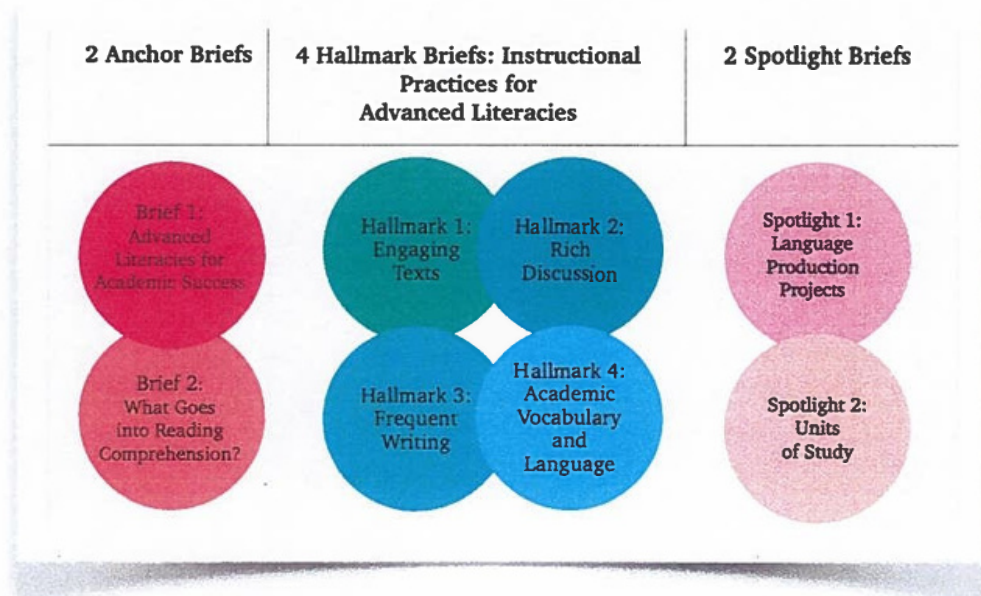 2 Anchor Briefs
4 Hallmark Briefs: Instructional
Practices for
Advanced Literacies
2 Spotlight Briefs
Brief 1:
Advanced
Literacies for
Academic Success
Brief 2:
What Goes
into Reading
Comprehension?
Hallmark 1:
Engaging
Texts
Hallmark 2:
Rich
Discussion
Hallmark 3:
Frequent
Writing
Hallmark 4:
Academic
Vocabulary
and
Language
Spotlight 1:
Language
Production
Projects
Spotlight 2:
Units
of Study